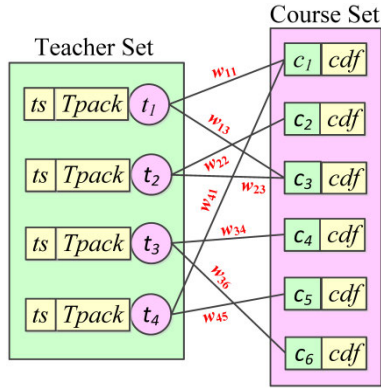 Teacher Set
Course Set
ts Tpack t1
ts Tpack t2
ts Tpack t3
ts Tpack t4
w11
w13
w22
w23
w41
w34
w36
w45
c1 cdf
c2 cdf
c3 cdf
c4 cdf
c5 cdf
c6 cdf